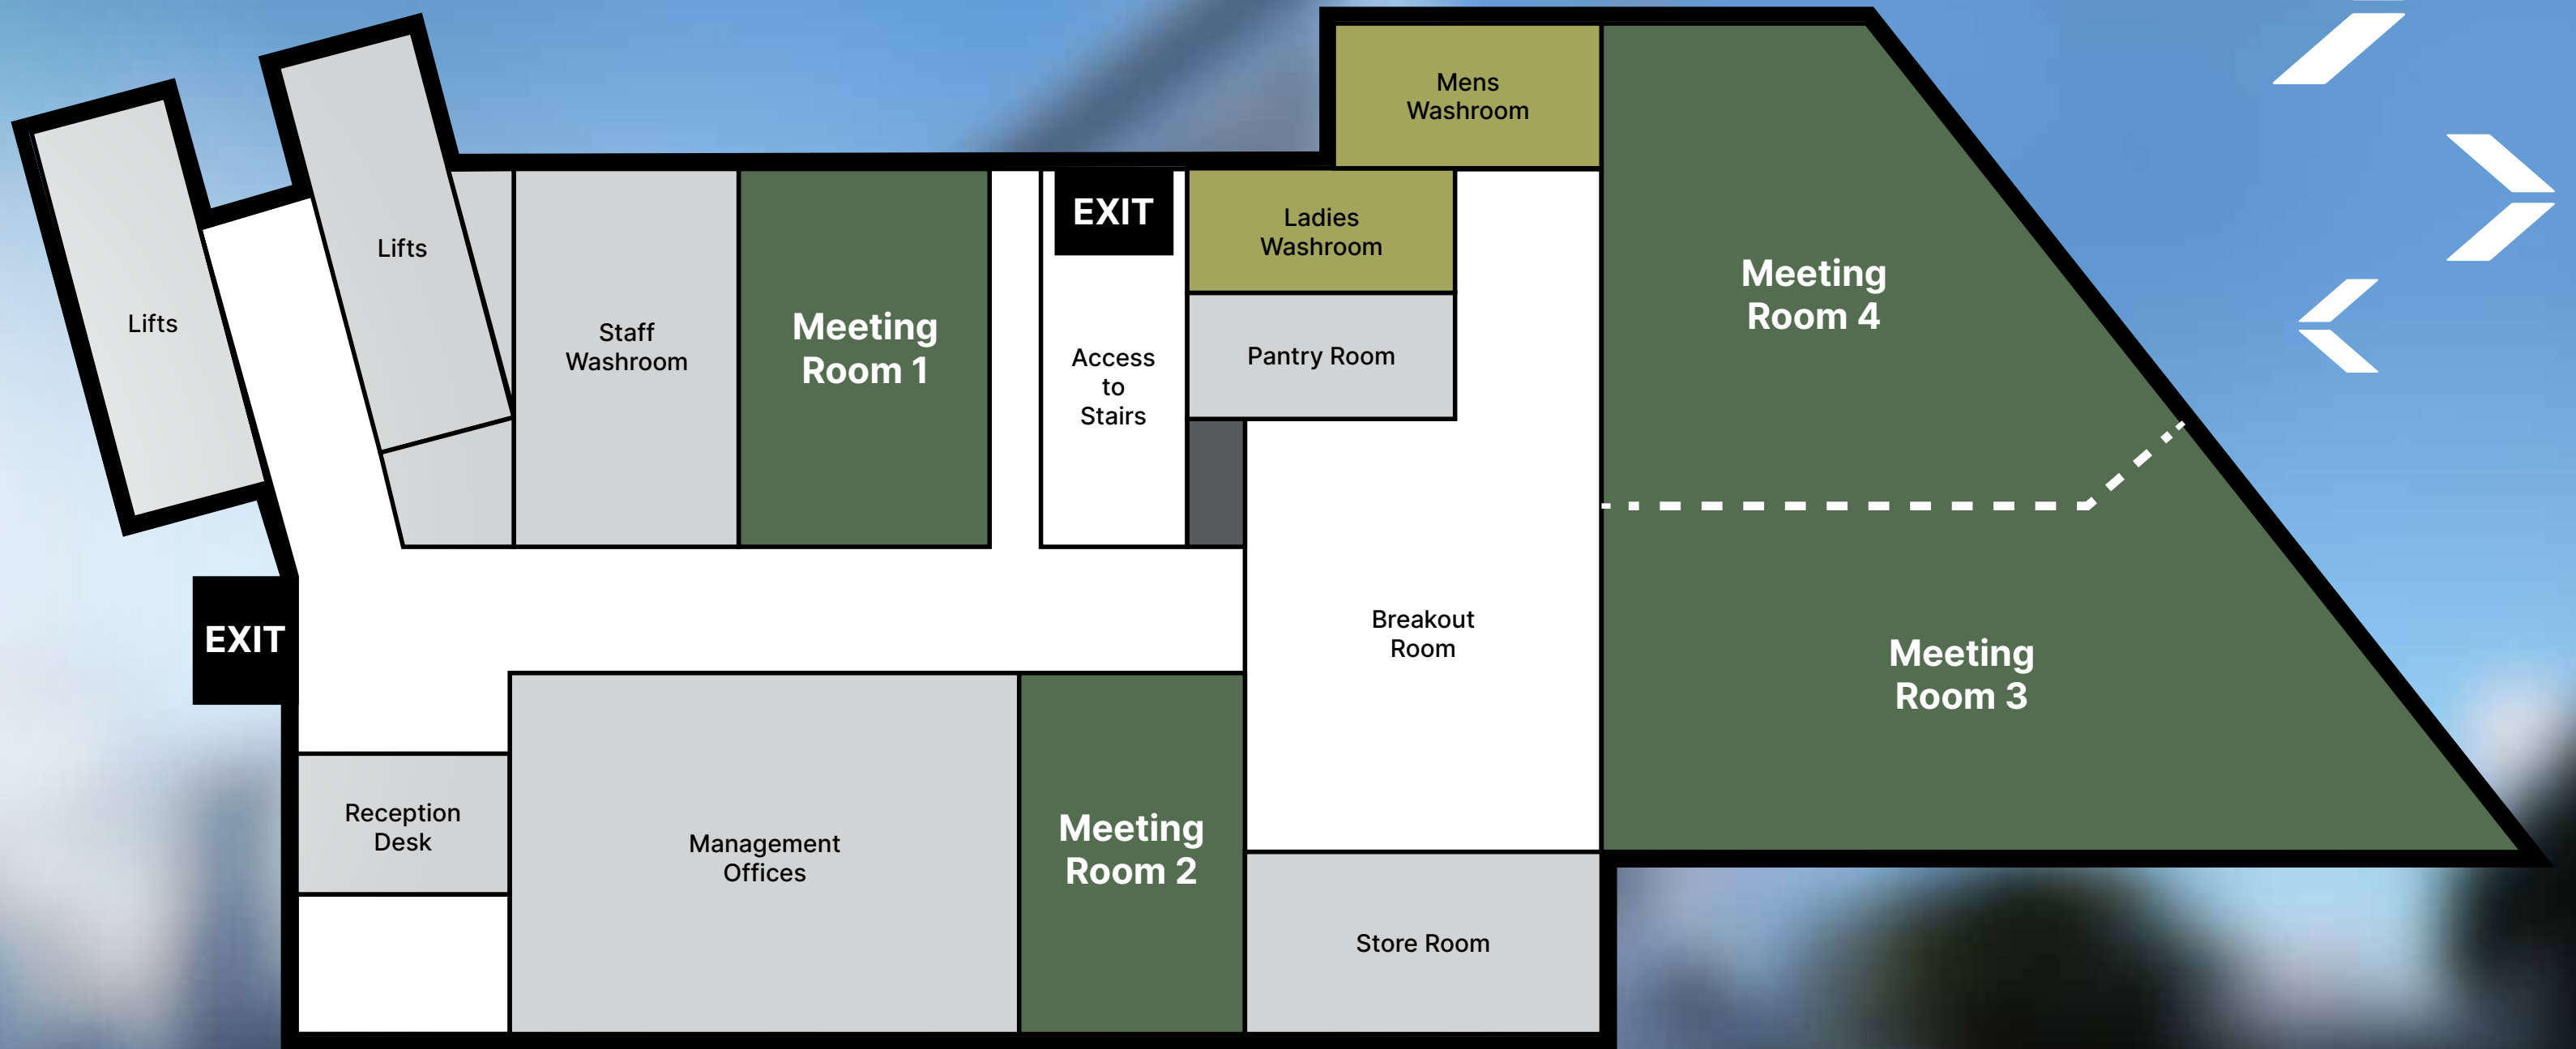 Mens
Washroom
Lifts
Lifts
Staff
Washroom
Meeting
Room 1
EXIT
Access
to
Stairs
Ladies
Washroom
Pantry Room
Meeting
Room 4
EXIT
Breakout
Room
Meeting
Room 3
Reception
Desk
Management
Offices
Meeting
Room 2
Store Room